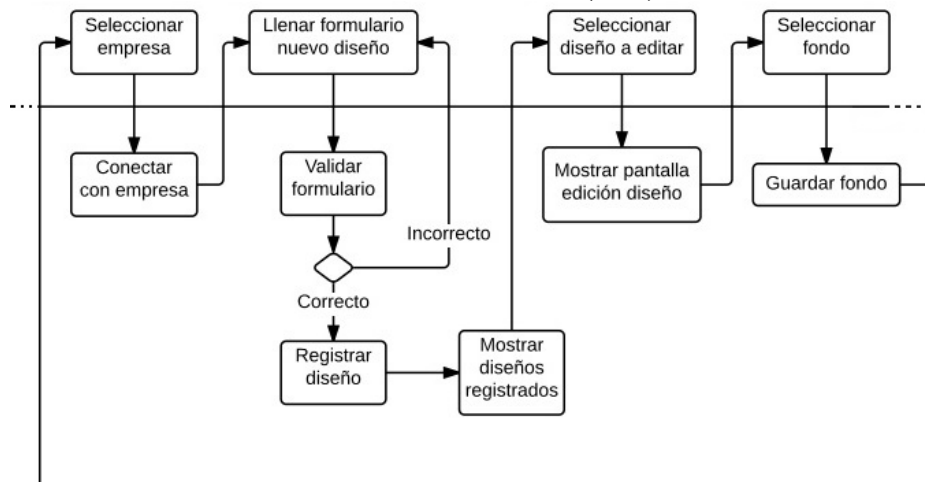 Seleccionar
empresa
Llenar formulario
nuevo diseño
Seleccionar
diseño a editar
Seleccionar
fondo
Conectar
con empresa
Validar
formulario
Mostrar pantalla
edición diseño
Guardar fondo
Incorrecto
Correcto
Registrar
diseño
Mostrar
diseños
registrados